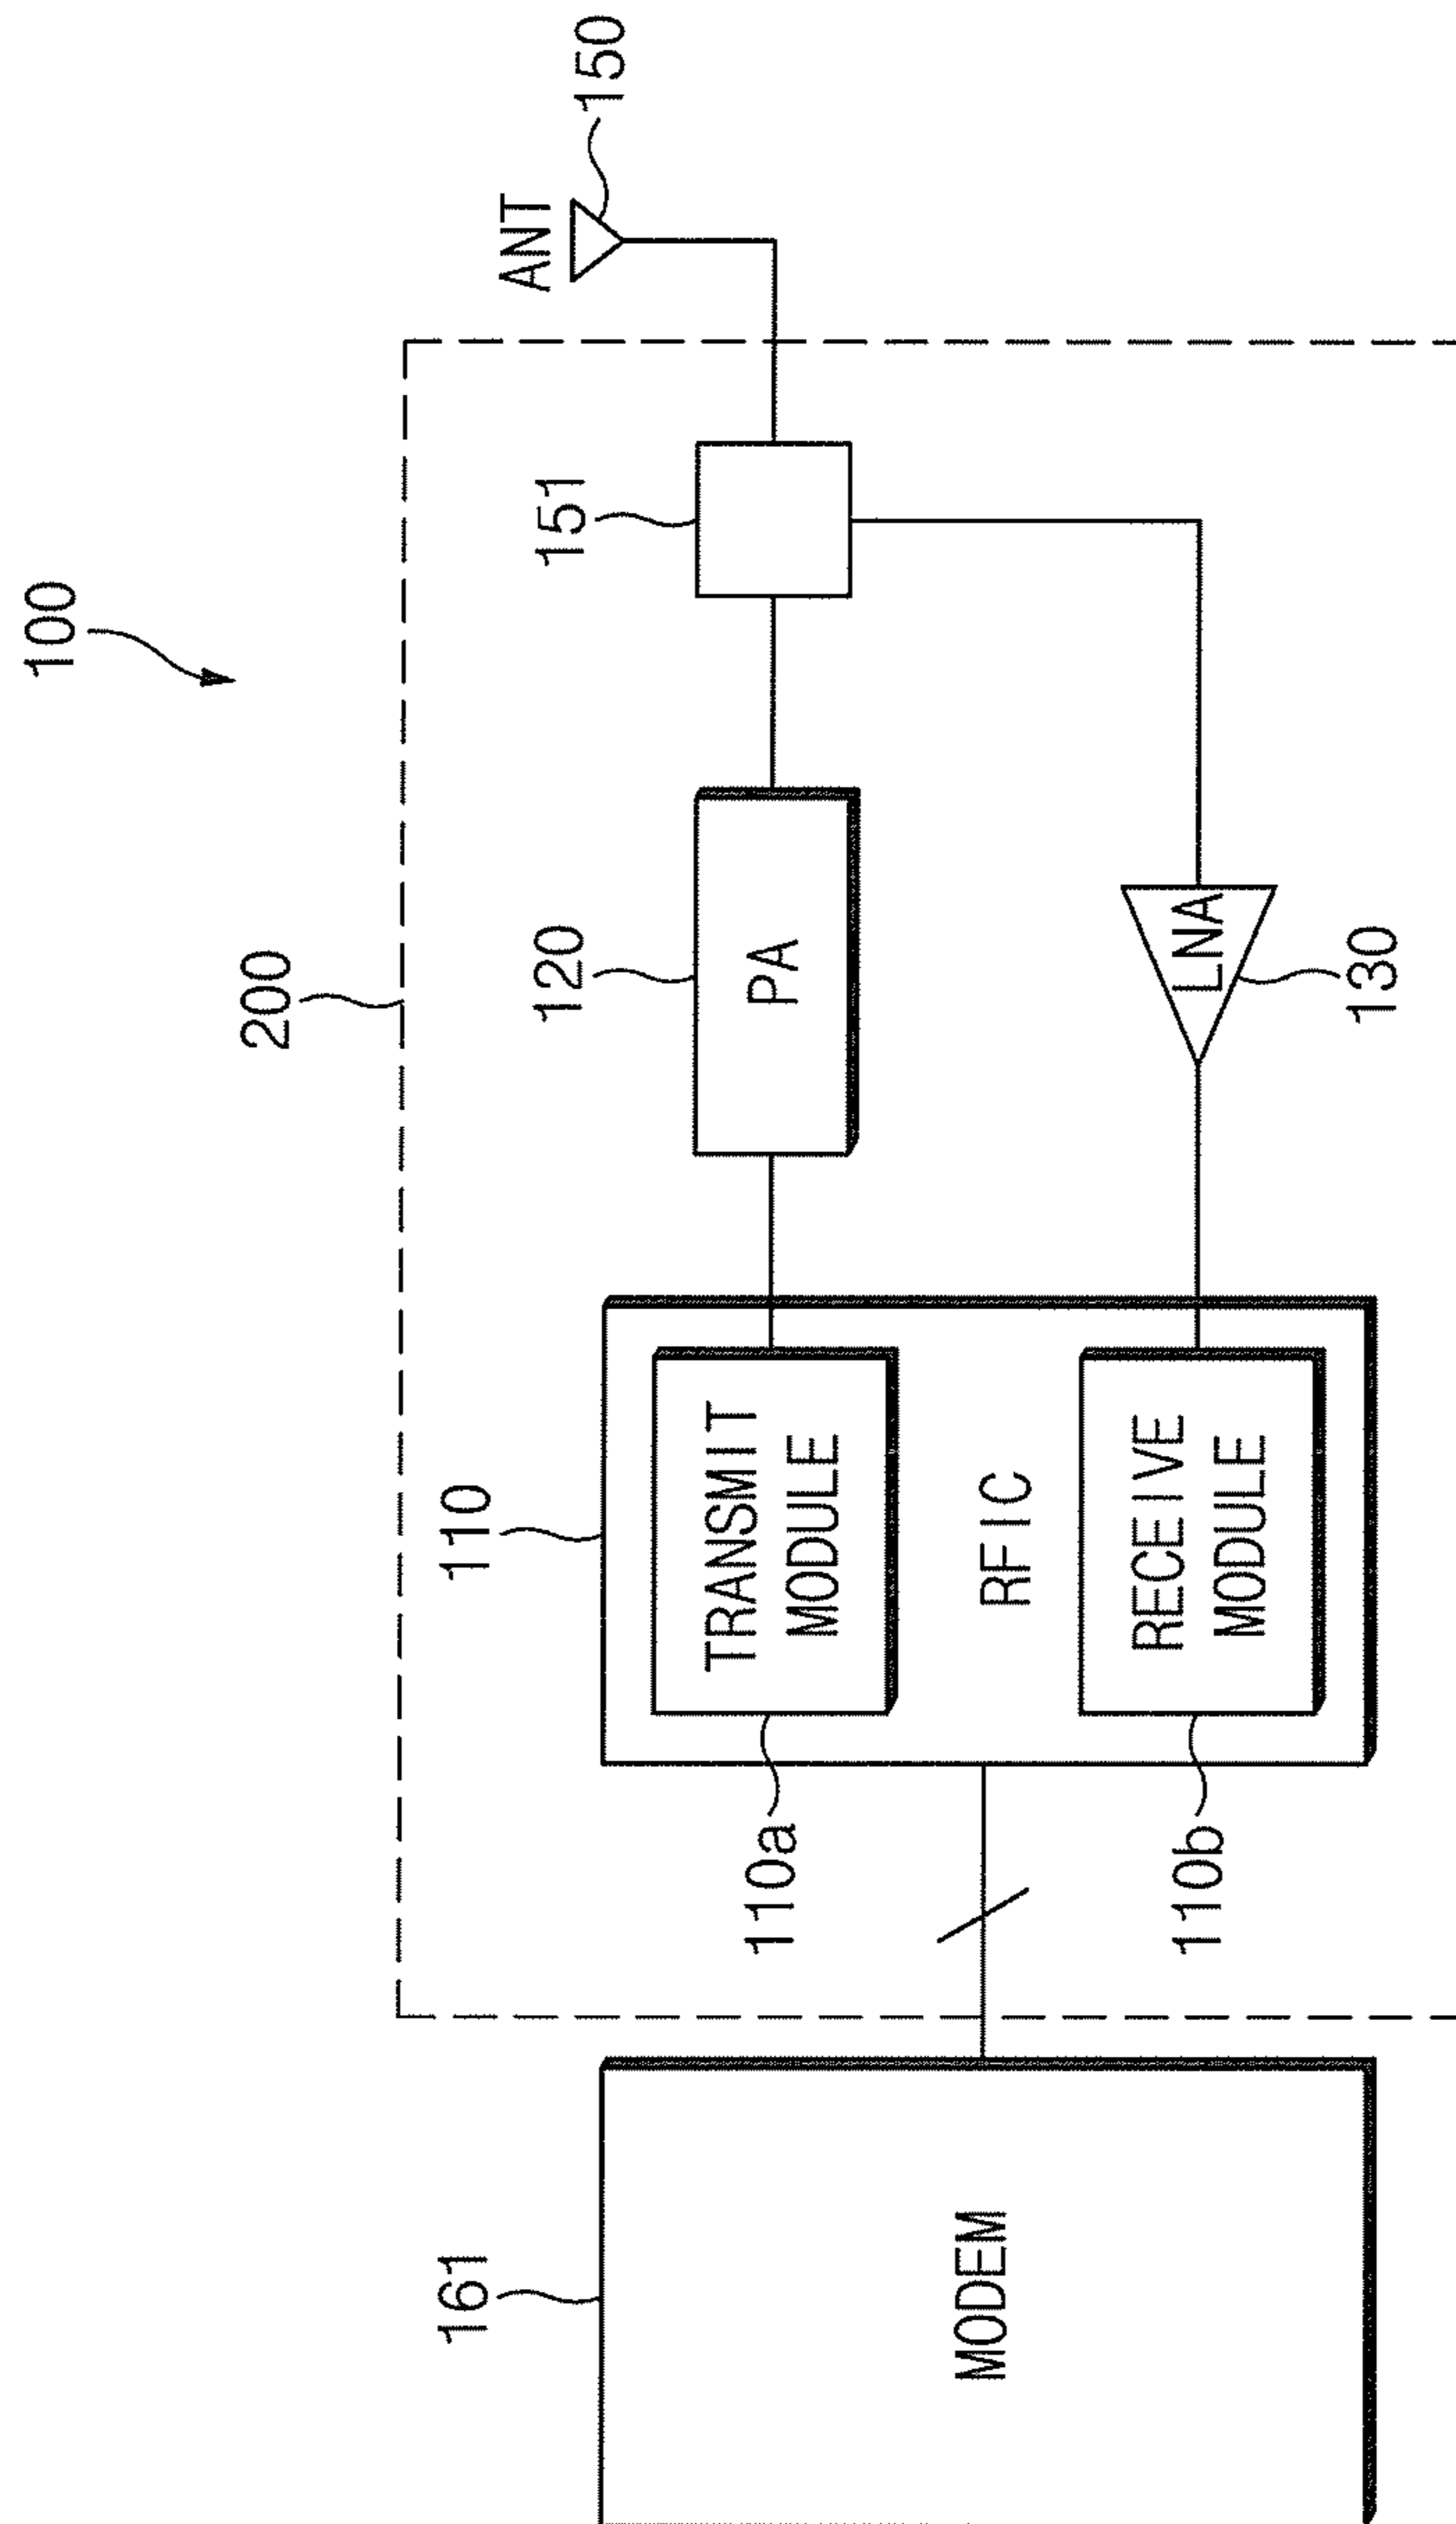 100
200
161
MODEM
110
110a
TRANSMIT
MODULE
RFIC
110b
RECEIVE
MODULE
120
PA
LNA
130
151
ANT
150